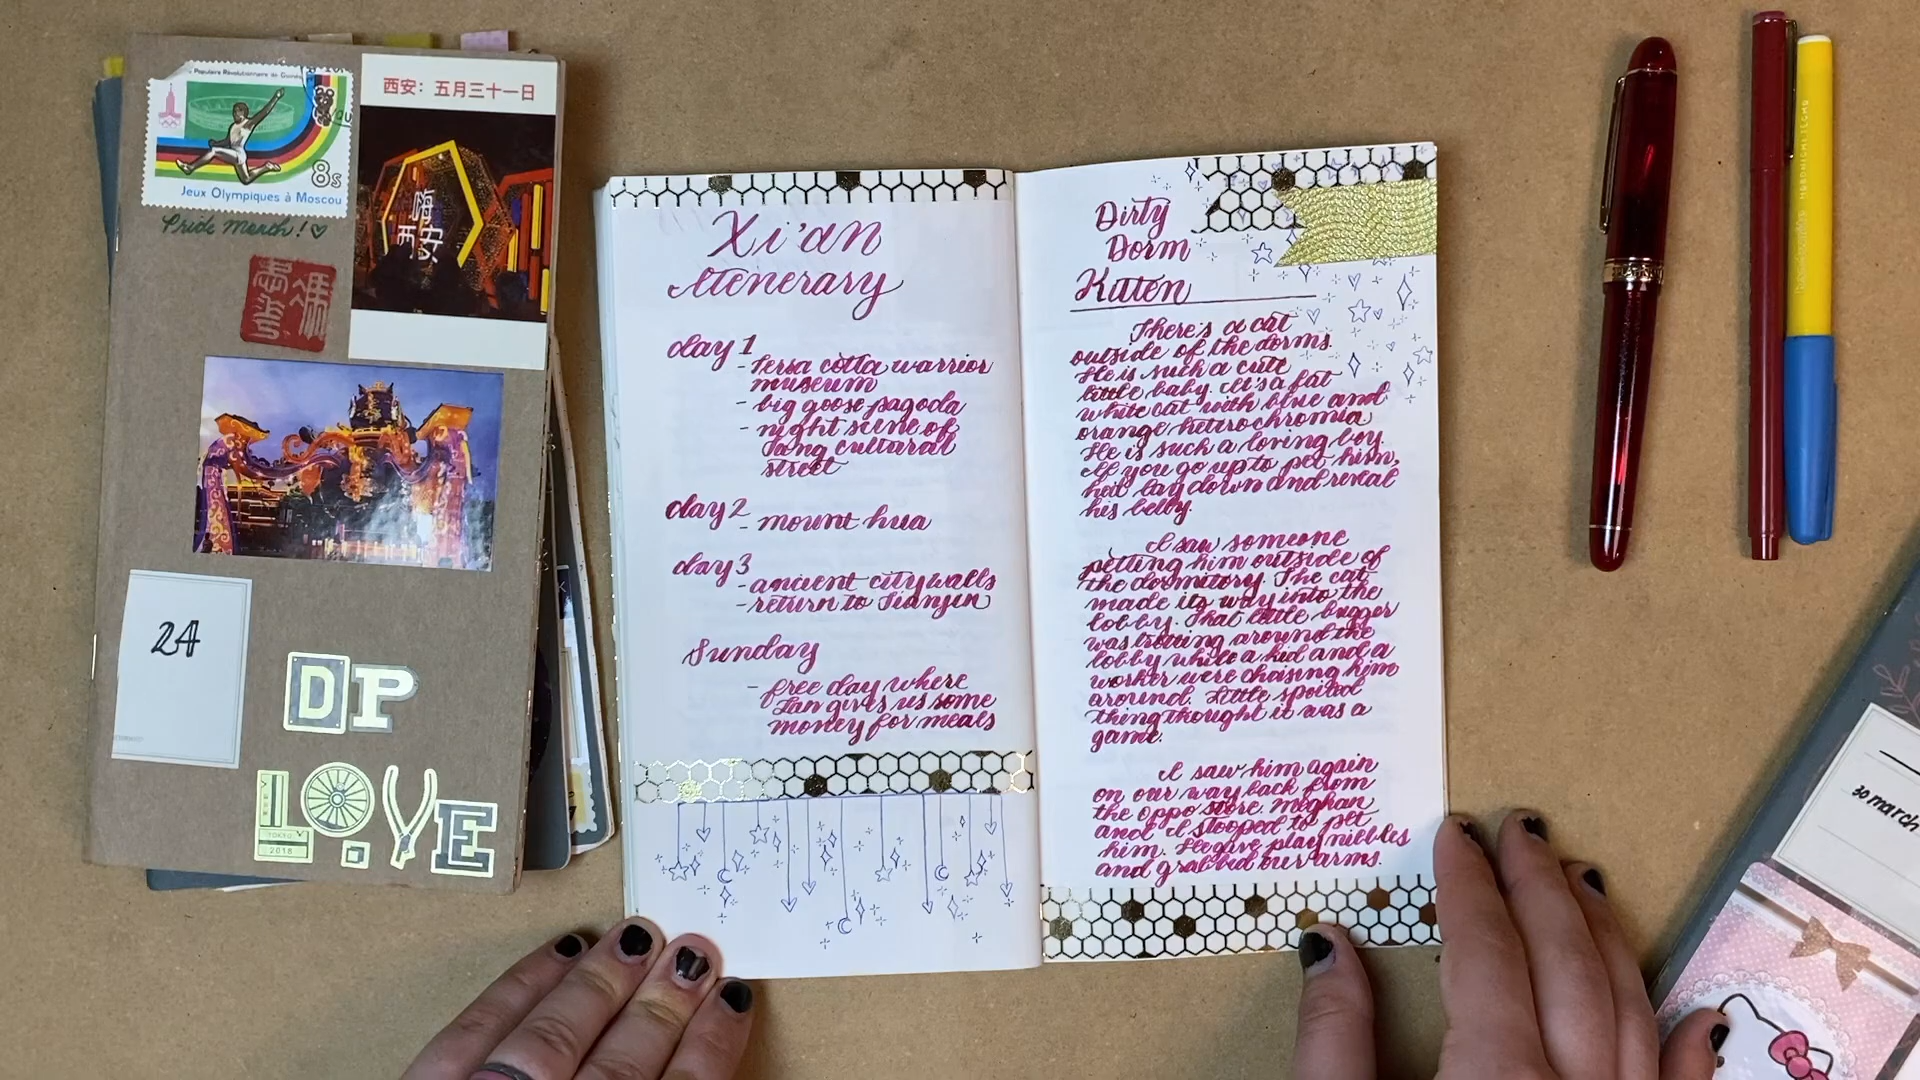 Populaire Révolutionnaire de Guinée
8s
Jeux Olympiques à Moscou
Pride March! ♡
西安：五月三十一日
西安
24
DP
LOVE
TOKYO
2018
Xi'an
Itenerary
day 1
- Terra cotta warrior
museum
- big goose pagoda
- night scene of
Tang cultural
street
day 2
- mount hua
day 3
- ancient city walls
- return to Tianjin
Sunday
- free day where
Ian gives us some
money for meals
Dirty
Dorm
Kitten
There's a cat
outside of the dorms.
He is such a cute
little baby. It's a fat
white cat with blue and
orange hetrochromia
He is such a loving boy.
If you go up to pet him,
he'll lay down and reveal
his belly.
I saw someone
petting him outside of
the dormitory. The cat
made its way into the
lobby. That little bugger
was trotting around the
lobby while a kid and a
worker were chasing him
around. Little spoiled
thing thought it was a
game.
I saw him again
on our way back from
the oppo store. Meghan
and I stooped to pet
him. He gave play nibbles
and grabbed our arms.
30 march